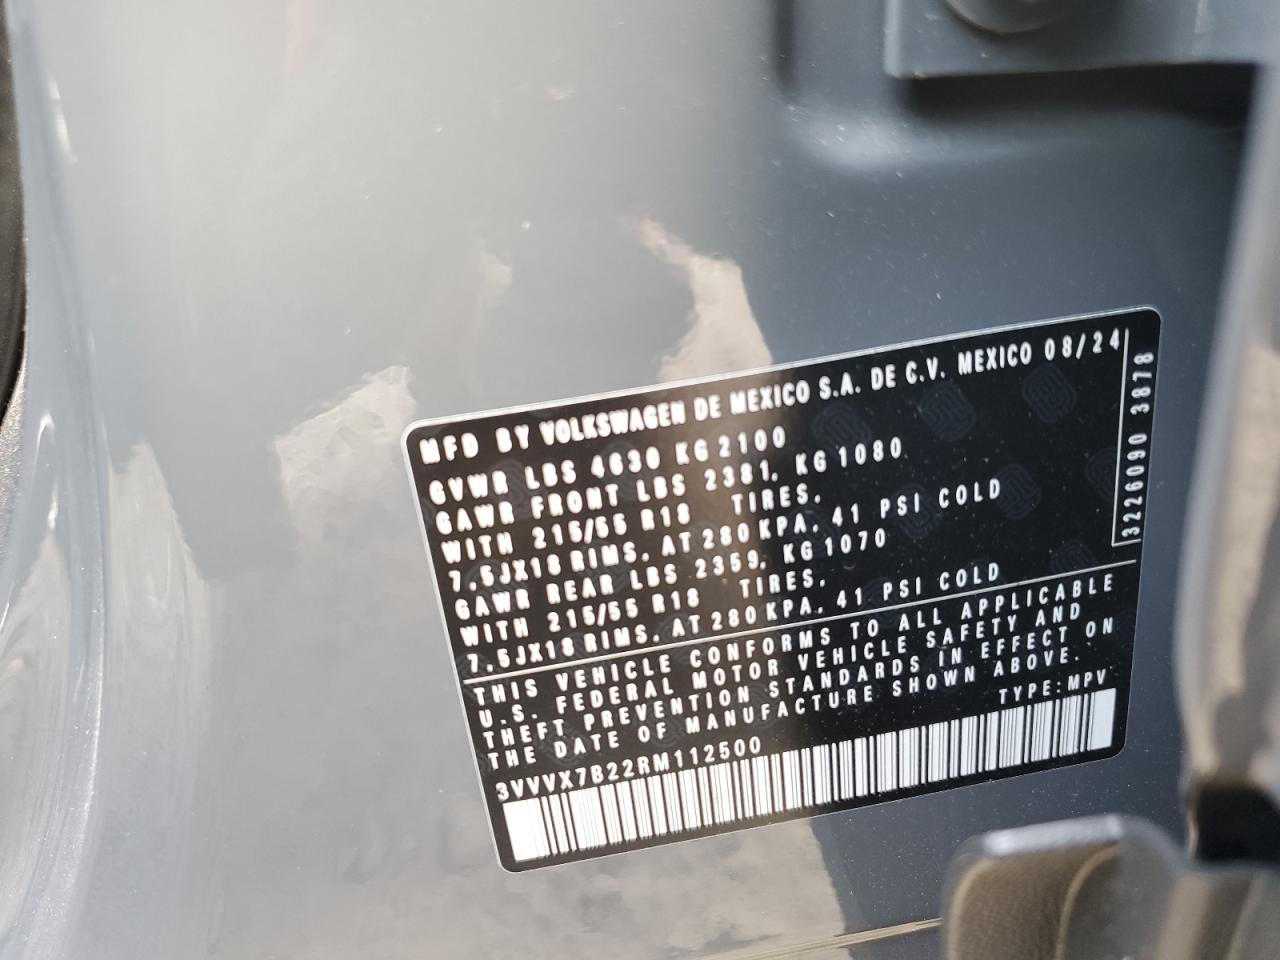 MFD BY VOLKSWAGEN DE MEXICO S.A. DE C.V. MEXICO 08/24
GVWR LBS 4630 KG 2100
GAWR FRONT LBS 2381, KG 1080
WITH 215/55 R18 TIRES,
7,5JX18 RIMS, AT 280 KPA, 41 PSI COLD
GAWR REAR LBS 2359, KG 1070
WITH 215/55 R18 TIRES,
7,5JX18 RIMS, AT 280 KPA, 41 PSI COLD
3226090 3878
THIS VEHICLE CONFORMS TO ALL APPLICABLE
U.S. FEDERAL MOTOR VEHICLE SAFETY AND
THEFT PREVENTION STANDARDS IN EFFECT ON
THE DATE OF MANUFACTURE SHOWN ABOVE.
TYPE:MPV
3VVVX7B22RM112500